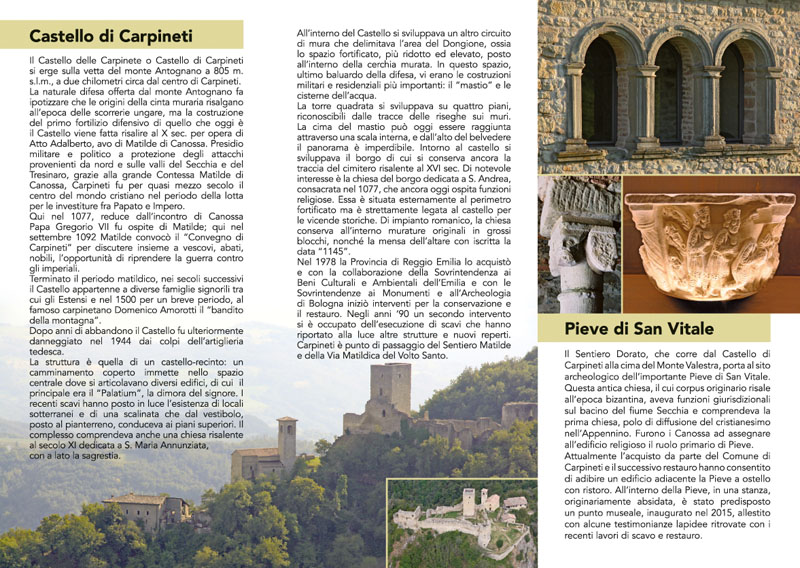 Castello di Carpineti
Il Castello delle Carpinete o Castello di Carpineti
si erge sulla vetta del monte Antognano a 805 m.
s.l.m., a due chilometri circa dal centro di Carpineti.
La naturale difesa offerta dal monte Antognano fa
ipotizzare che le origini della cinta muraria risalgano
all'epoca delle scorrerie ungare, ma la costruzione
del primo fortilizio difensivo di quello che oggi è
il Castello viene fatta risalire al X sec. per opera di
Atto Adalberto, avo di Matilde di Canossa. Presidio
militare e politico a protezione degli attacchi
provenienti da nord e sulle valli del Secchia e del
Tresinaro, grazie alla grande Contessa Matilde di
Canossa, Carpineti fu per quasi mezzo secolo il
centro del mondo cristiano nel periodo della lotta
per le investiture fra Papato e Impero.
Qui nel 1077, reduce dall'incontro di Canossa
Papa Gregorio VII fu ospite di Matilde; qui nel
settembre 1092 Matilde convocò il "Convegno di
Carpineti" per discutere insieme a vescovi, abati,
nobili, l'opportunità di riprendere la guerra contro
gli imperiali.
Terminato il periodo matildico, nei secoli successivi
il Castello appartenne a diverse famiglie signorili tra
cui gli Estensi e nel 1500 per un breve periodo, al
famoso carpinetano Domenico Amorotti il "bandito
della montagna".
Dopo anni di abbandono il Castello fu ulteriormente
danneggiato nel 1944 dai colpi dell'artiglieria
tedesca.
La struttura è quella di un castello-recinto: un
camminamento coperto immette nello spazio
centrale dove si articolavano diversi edifici, di cui il
principale era il "Palatium", la dimora del signore. I
recenti scavi hanno posto in luce l'esistenza di locali
sotterranei e di una scalinata che dal vestibolo,
posto al pianterreno, conduceva ai piani superiori. Il
complesso comprendeva anche una chiesa risalente
al secolo XI dedicata a S. Maria Annunziata,
con a lato la sagrestia.
All'interno del Castello si sviluppava un altro circuito
di mura che delimitava l'area del Dongione, ossia
lo spazio fortificato, più ridotto ed elevato, posto
all'interno della cerchia murata. In questo spazio,
ultimo baluardo della difesa, vi erano le costruzioni
militari e residenziali più importanti: il "mastio" e le
cisterne dell'acqua.
La torre quadrata si sviluppava su quattro piani,
riconoscibili dalle tracce delle riseghe sui muri.
La cima del mastio può oggi essere raggiunta
attraverso una scala interna, e dall'alto del belvedere
il panorama è imperdibile. Intorno al castello si
sviluppava il borgo di cui si conserva ancora la
traccia del cimitero risalente al XVI sec. Di notevole
interesse è la chiesa del borgo dedicata a S. Andrea,
consacrata nel 1077, che ancora oggi ospita funzioni
religiose. Essa è situata esternamente al perimetro
fortificato ma è strettamente legata al castello per
le vicende storiche. Di impianto romanico, la chiesa
conserva all'interno murature originali in grossi
blocchi, nonché la mensa dell'altare con iscritta la
data "1145".
Nel 1978 la Provincia di Reggio Emilia lo acquistò
e con la collaborazione della Sovrintendenza ai
Beni Culturali e Ambientali dell'Emilia e con le
Sovrintendenze ai Monumenti e all'Archeologia
di Bologna iniziò interventi per la conservazione e
il restauro. Negli anni '90 un secondo intervento
si è occupato dell'esecuzione di scavi che hanno
riportato alla luce altre strutture e nuovi reperti.
Carpineti è punto di passaggio del Sentiero Matilde
e della Via Matildica del Volto Santo.
Pieve di San Vitale
Il Sentiero Dorato, che corre dal Castello di
Carpineti alla cima del Monte Valestra, porta al sito
archeologico dell'importante Pieve di San Vitale.
Questa antica chiesa, il cui corpus originario risale
all'epoca bizantina, aveva funzioni giurisdizionali
sul bacino del fiume Secchia e comprendeva la
prima chiesa, polo di diffusione del cristianesimo
nell'Appennino. Furono i Canossa ad assegnare
all'edificio religioso il ruolo primario di Pieve.
Attualmente l'acquisto da parte del Comune di
Carpineti e il successivo restauro hanno consentito
di adibire un edificio adiacente la Pieve a ostello
con ristoro. All'interno della Pieve, in una stanza,
originariamente absidata, è stato predisposto
un punto museale, inaugurato nel 2015, allestito
con alcune testimonianze lapidee ritrovate con i
recenti lavori di scavo e restauro.